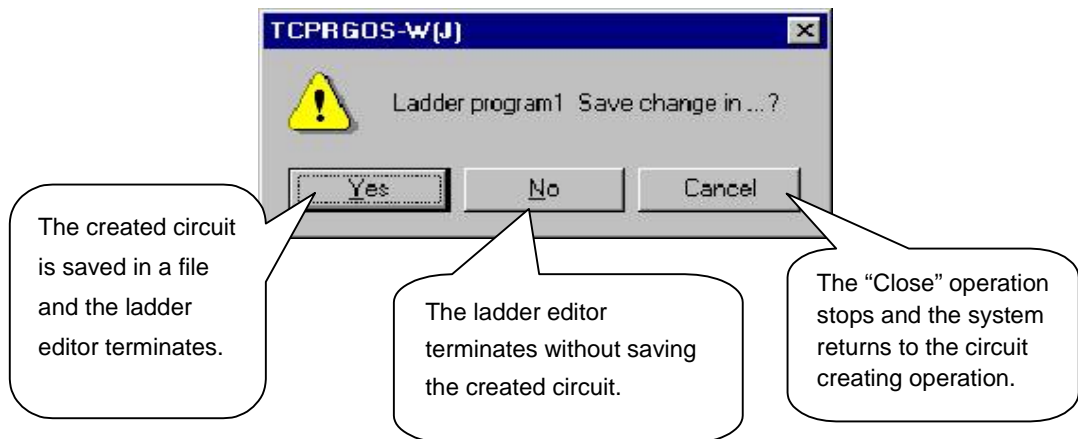 TCPRGOS-W(J)
Ladder program1 Save change in ...?
Yes
No
Cancel
The created circuit
is saved in a file
and the ladder
editor terminates.
The ladder editor
terminates without saving
the created circuit.
The “Close” operation
stops and the system
returns to the circuit
creating operation.